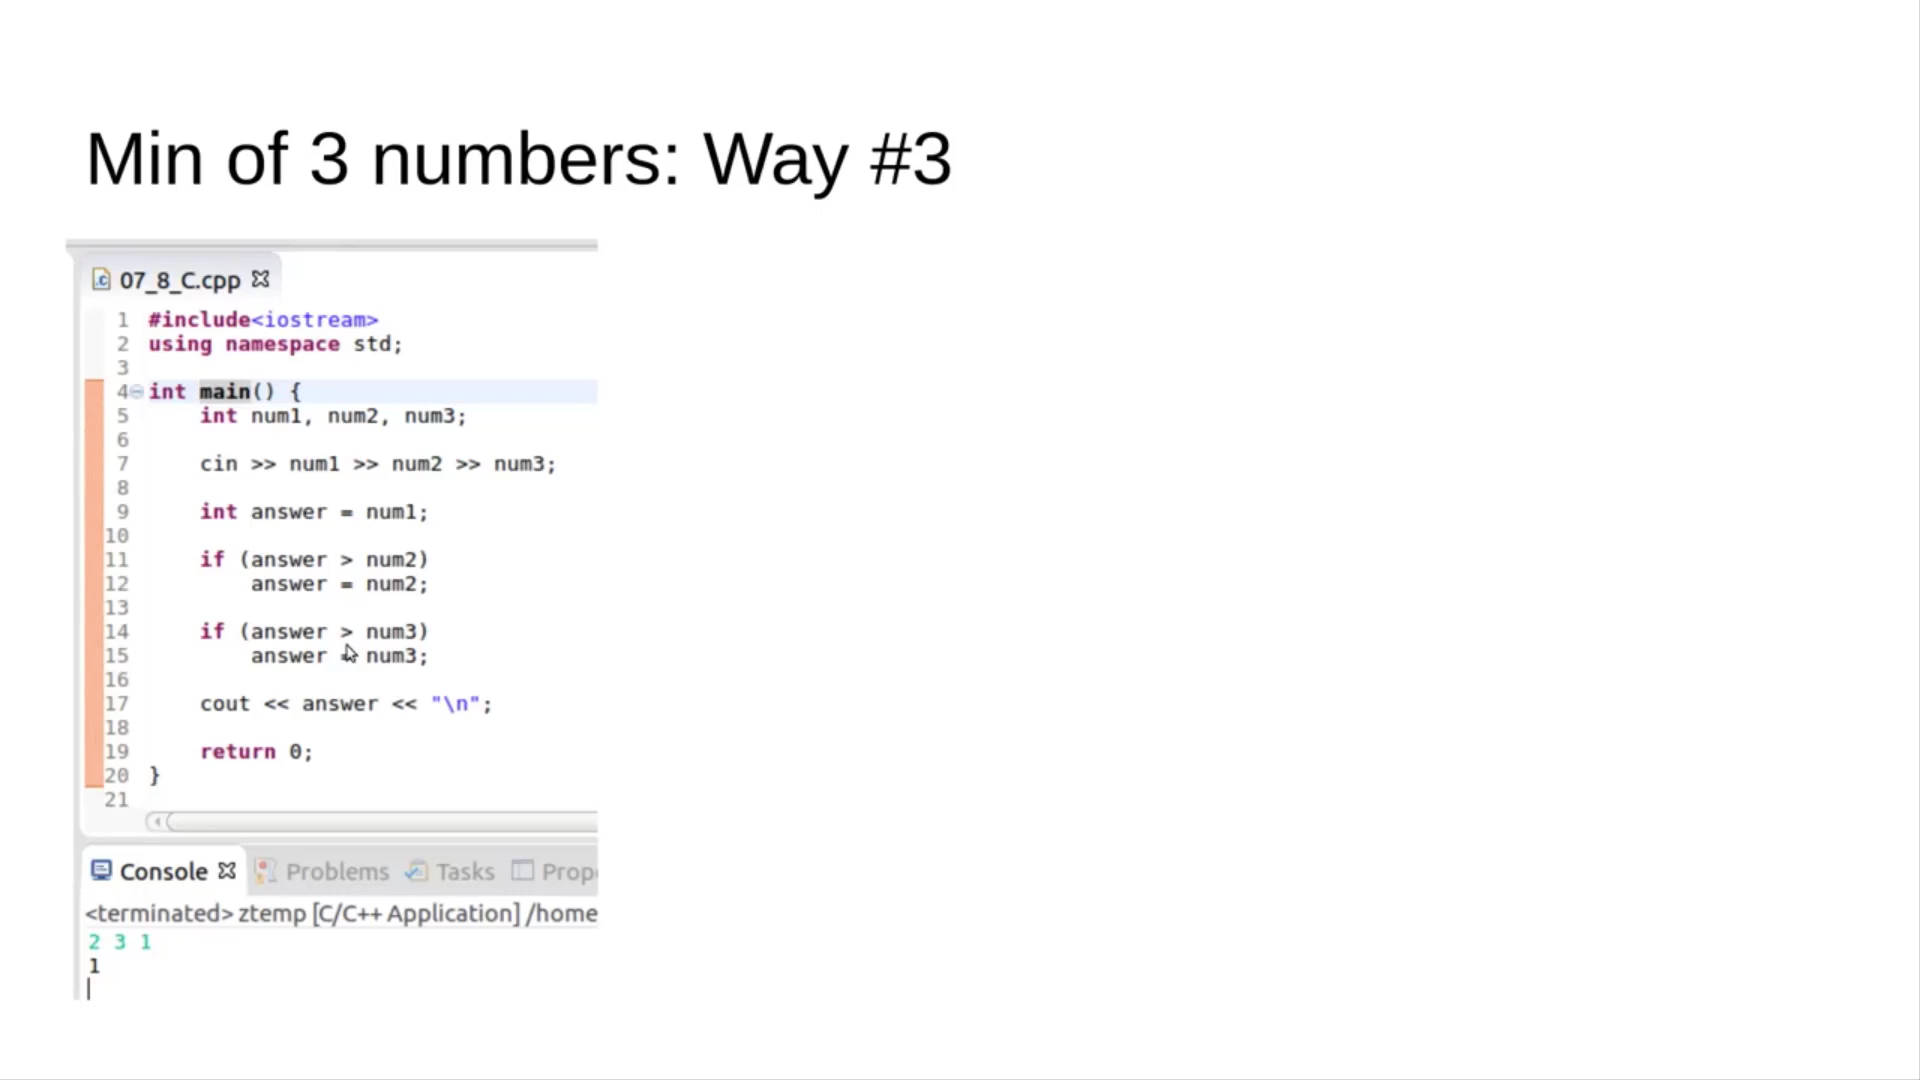 Min of 3 numbers: Way #3
07_8_C.cpp
1 #include<iostream>
2 using namespace std;
3
4 int main() {
5 int num1, num2, num3;
6
7 cin >> num1 >> num2 >> num3;
8
9 int answer = num1;
10
11 if (answer > num2)
12 answer = num2;
13
14 if (answer > num3)
15 answer = num3;
16
17 cout << answer << "\n";
18
19 return 0;
20 }
21
Console Problems Tasks Prop
<terminated> ztemp [C/C++ Application] /home
2 3 1
1